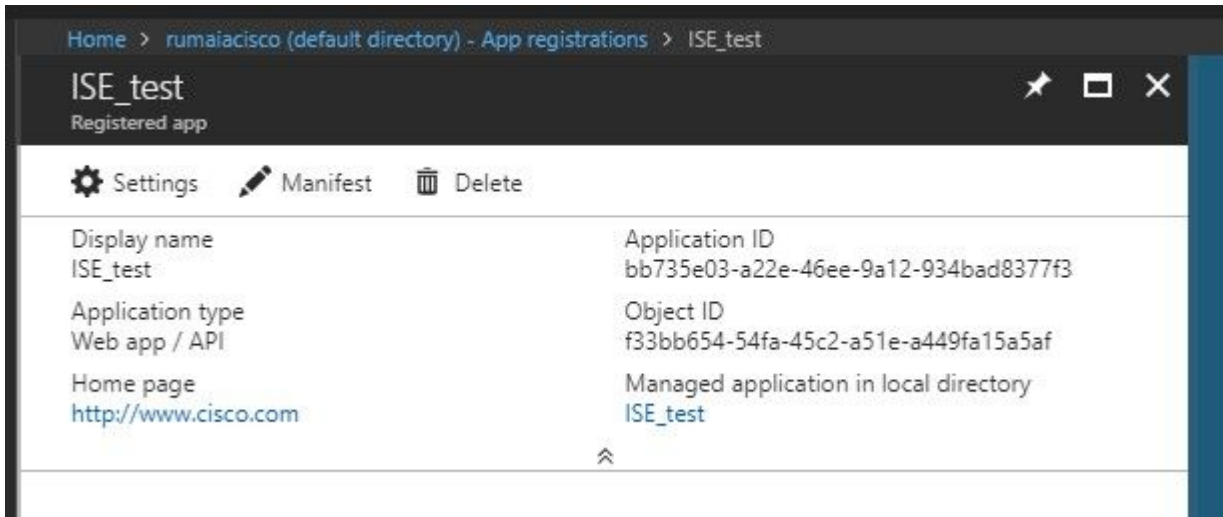 Home > rumaiacisco (default directory) - App registrations > ISE_test
ISE_test
Registered app
Settings Manifest Delete
Display name
ISE_test
Application ID
bb735e03-a22e-46ee-9a12-934bad8377f3
Application type
Web app / API
Object ID
f33bb654-54fa-45c2-a51e-a449fa15a5af
Home page
http://www.cisco.com
Managed application in local directory
ISE_test